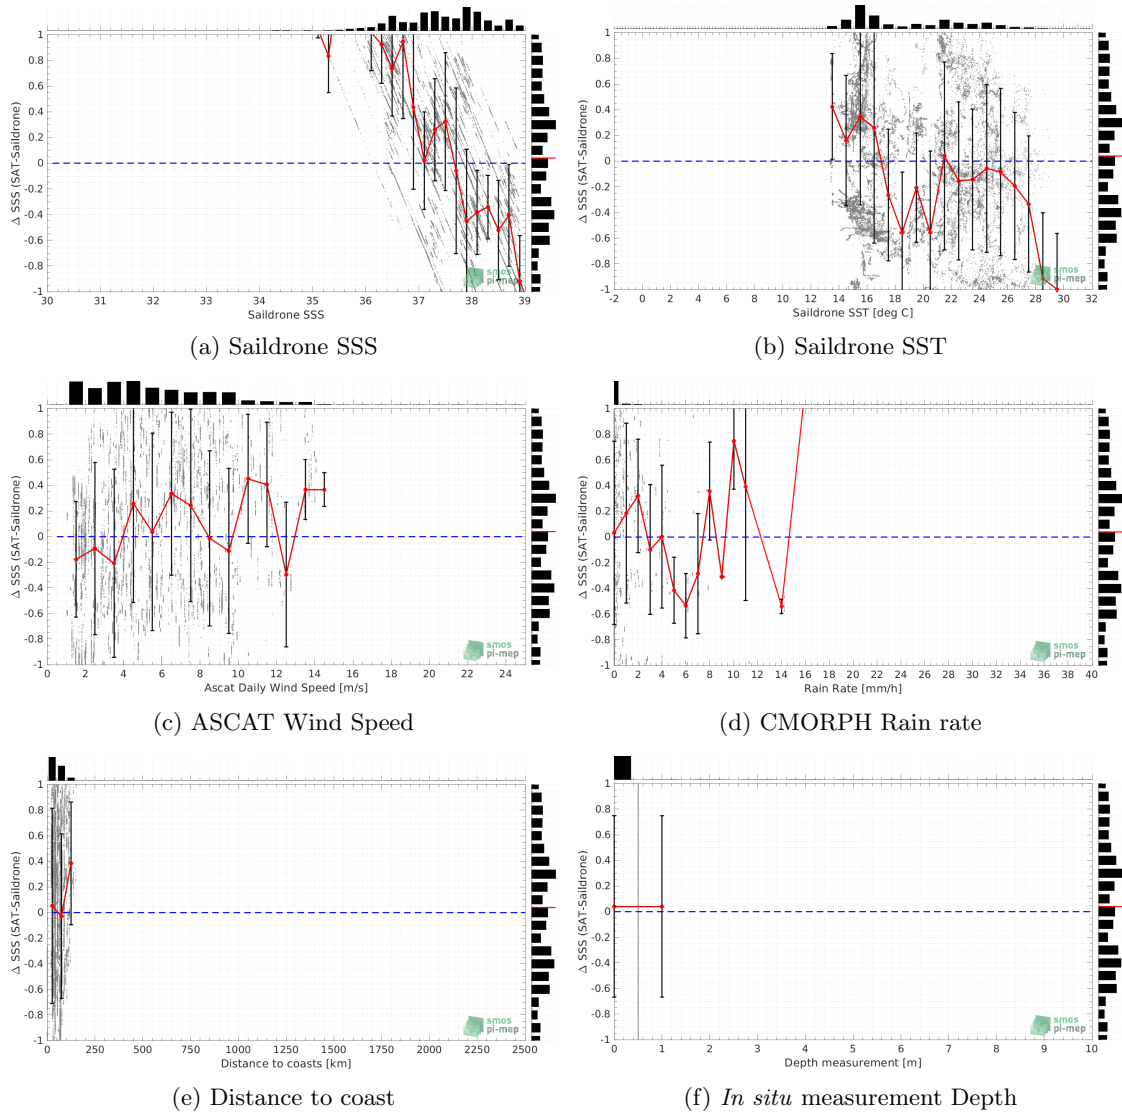 Δ SSS (SAT-Saildrone)
1
0.8
0.6
0.4
0.2
0
-0.2
-0.4
-0.6
-0.8
-1
30 31 32 33 34 35 36 37 38 39
Saildrone SSS
smos
pi-mep
(a) Saildrone SSS
Δ SSS (SAT-Saildrone)
1
0.8
0.6
0.4
0.2
0
-0.2
-0.4
-0.6
-0.8
-1
-2 0 2 4 6 8 10 12 14 16 18 20 22 24 26 28 30 32
Saildrone SST [deg C]
smos
pi-mep
(b) Saildrone SST
Δ SSS (SAT-Saildrone)
1
0.8
0.6
0.4
0.2
0
-0.2
-0.4
-0.6
-0.8
-1
0 2 4 6 8 10 12 14 16 18 20 22 24
Ascat Daily Wind Speed [m/s]
smos
pi-mep
(c) ASCAT Wind Speed
Δ SSS (SAT-Saildrone)
1
0.8
0.6
0.4
0.2
0
-0.2
-0.4
-0.6
-0.8
-1
0 2 4 6 8 10 12 14 16 18 20 22 24 26 28 30 32 34 36 38 40
Rain Rate [mm/h]
smos
pi-mep
(d) CMORPH Rain rate
Δ SSS (SAT-Saildrone)
1
0.8
0.6
0.4
0.2
0
-0.2
-0.4
-0.6
-0.8
-1
0 250 500 750 1000 1250 1500 1750 2000 2250 2500
Distance to coasts [km]
smos
pi-mep
(e) Distance to coast
Δ SSS (SAT-Saildrone)
1
0.8
0.6
0.4
0.2
0
-0.2
-0.4
-0.6
-0.8
-1
0 1 2 3 4 5 6 7 8 9 10
Depth measurement [m]
smos
pi-mep
(f) In situ measurement Depth